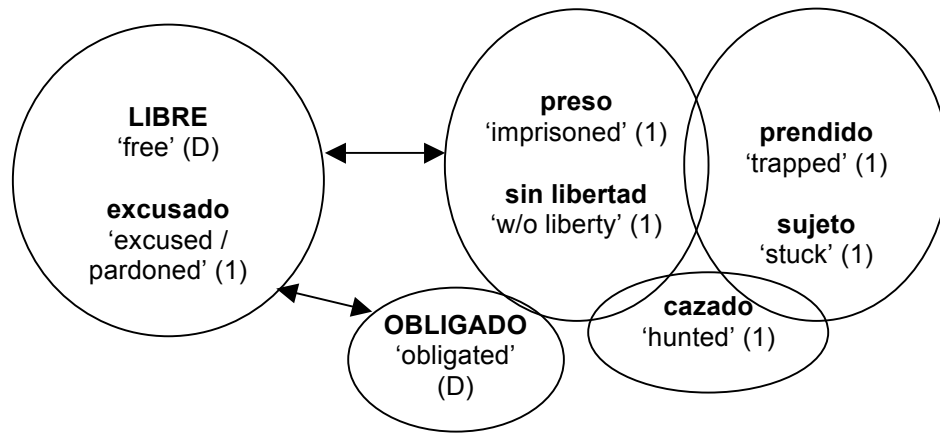 LIBRE
‘free’ (D)
excusado
‘excused /
pardoned’ (1)
preso
‘imprisoned’ (1)
sin libertad
‘w/o liberty’ (1)
prendido
‘trapped’ (1)
sujeto
‘stuck’ (1)
OBLIGADO
‘obligated’
(D)
cazado
‘hunted’ (1)